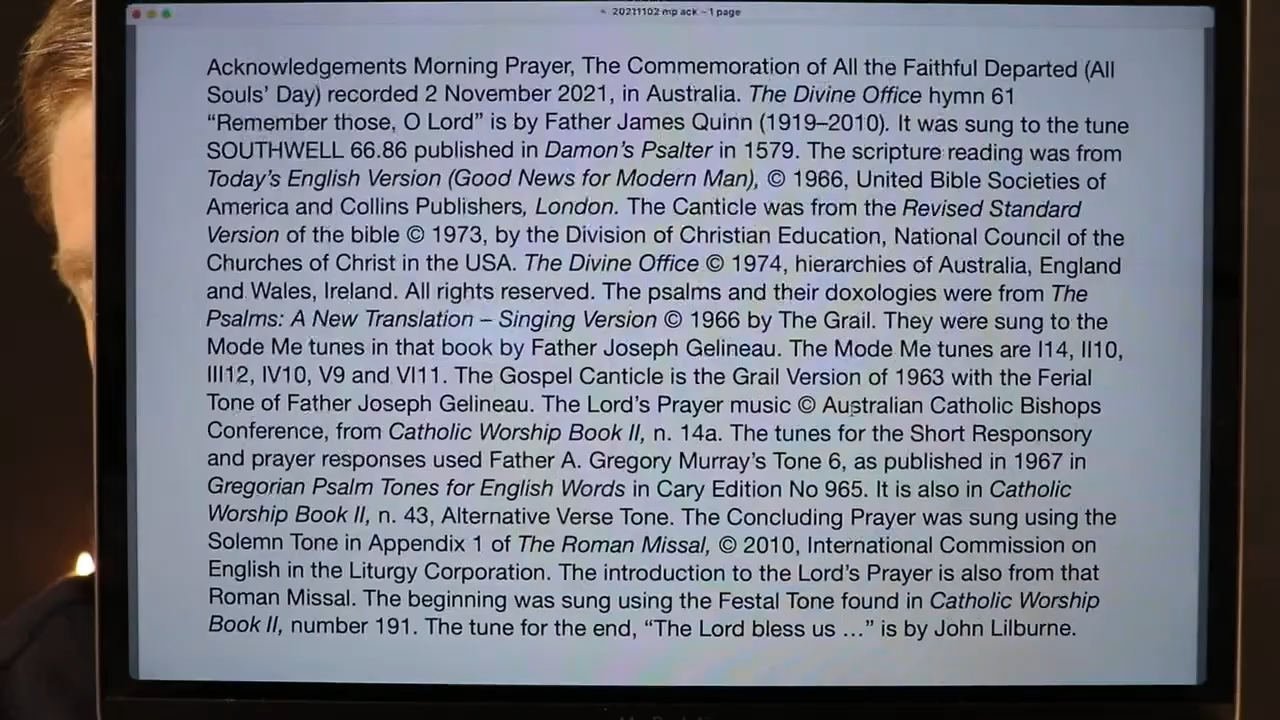 20211102 mp ack – 1 page
Acknowledgements Morning Prayer, The Commemoration of All the Faithful Departed (All
Souls’ Day) recorded 2 November 2021, in Australia. The Divine Office hymn 61
“Remember those, O Lord” is by Father James Quinn (1919–2010). It was sung to the tune
SOUTHWELL 66.86 published in Damon’s Psalter in 1579. The scripture reading was from
Today’s English Version (Good News for Modern Man), © 1966, United Bible Societies of
America and Collins Publishers, London. The Canticle was from the Revised Standard
Version of the bible © 1973, by the Division of Christian Education, National Council of the
Churches of Christ in the USA. The Divine Office © 1974, hierarchies of Australia, England
and Wales, Ireland. All rights reserved. The psalms and their doxologies were from The
Psalms: A New Translation – Singing Version © 1966 by The Grail. They were sung to the
Mode Me tunes in that book by Father Joseph Gelineau. The Mode Me tunes are I14, II10,
III12, IV10, V9 and VI11. The Gospel Canticle is the Grail Version of 1963 with the Ferial
Tone of Father Joseph Gelineau. The Lord’s Prayer music © Australian Catholic Bishops
Conference, from Catholic Worship Book II, n. 14a. The tunes for the Short Responsory
and prayer responses used Father A. Gregory Murray’s Tone 6, as published in 1967 in
Gregorian Psalm Tones for English Words in Cary Edition No 965. It is also in Catholic
Worship Book II, n. 43, Alternative Verse Tone. The Concluding Prayer was sung using the
Solemn Tone in Appendix 1 of The Roman Missal, © 2010, International Commission on
English in the Liturgy Corporation. The introduction to the Lord’s Prayer is also from that
Roman Missal. The beginning was sung using the Festal Tone found in Catholic Worship
Book II, number 191. The tune for the end, “The Lord bless us …” is by John Lilburne.